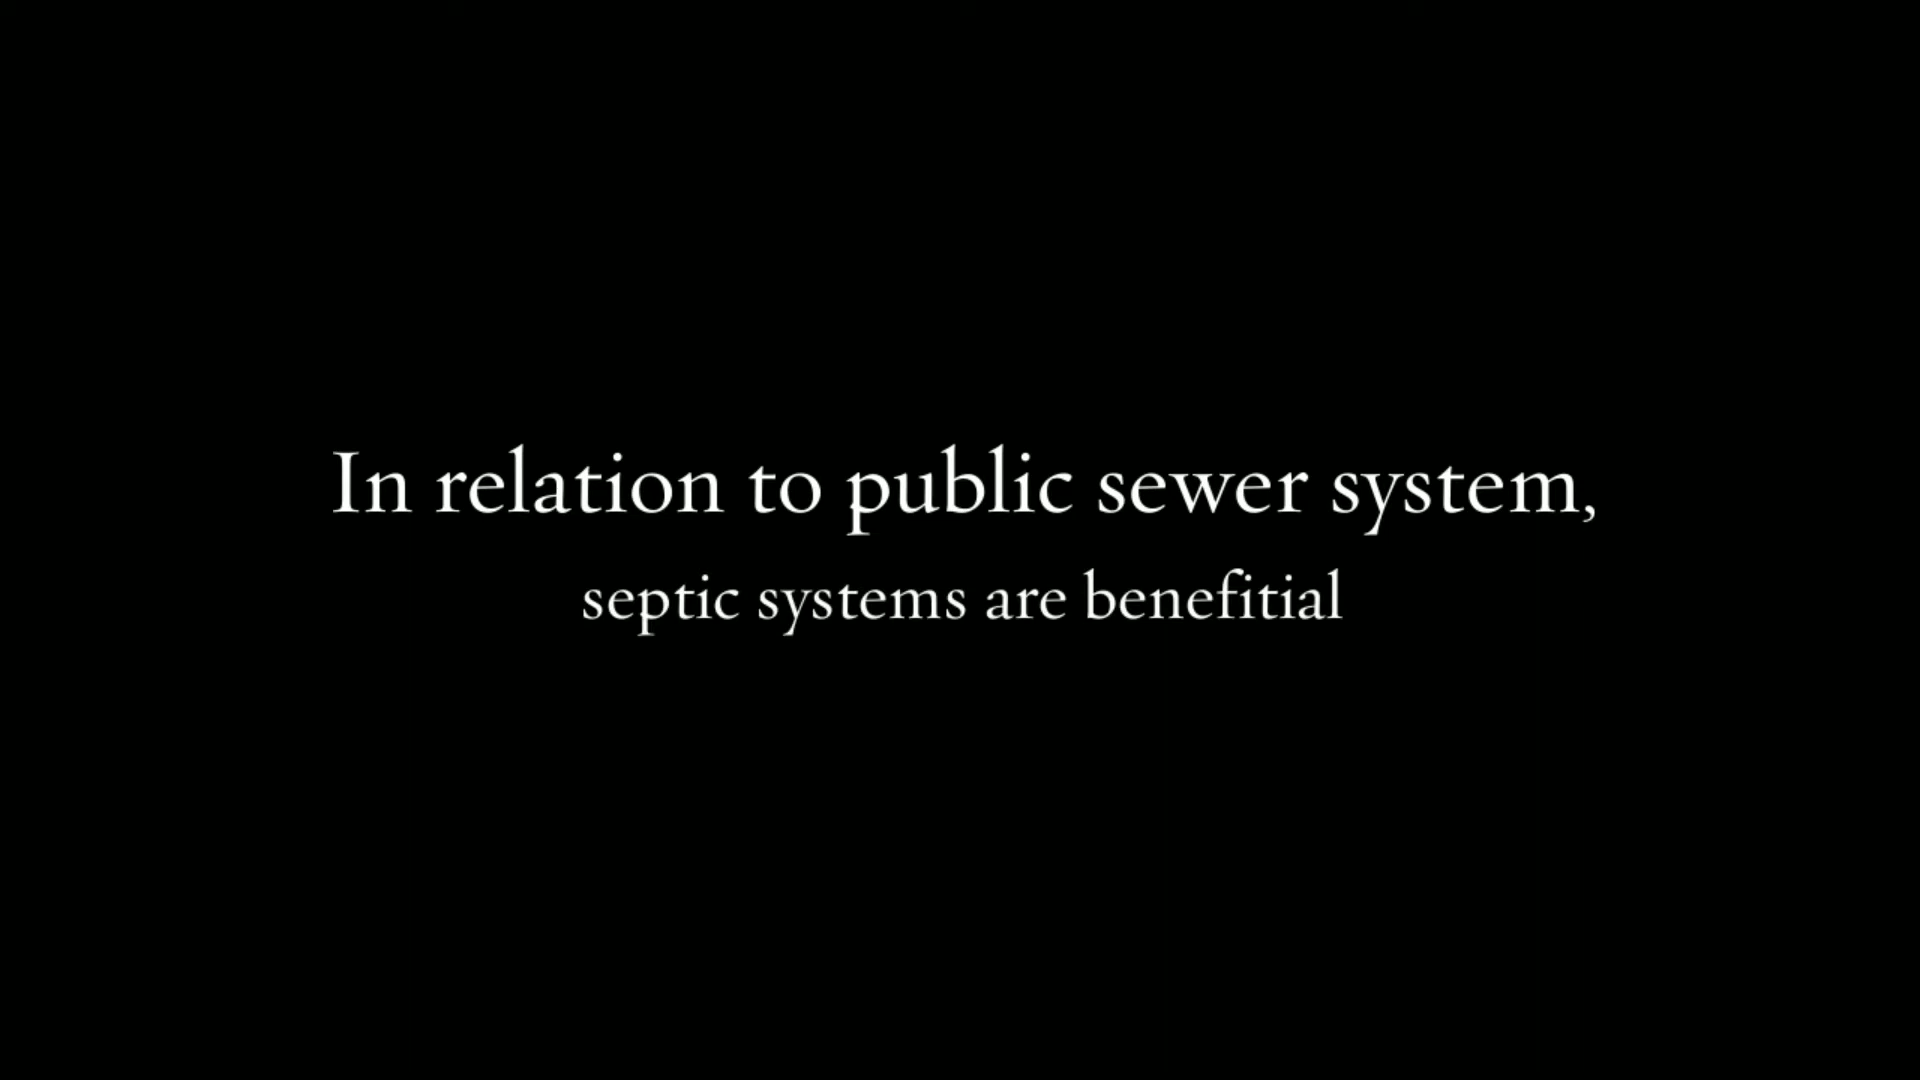 In relation to public sewer system,
septic systems are benefitial